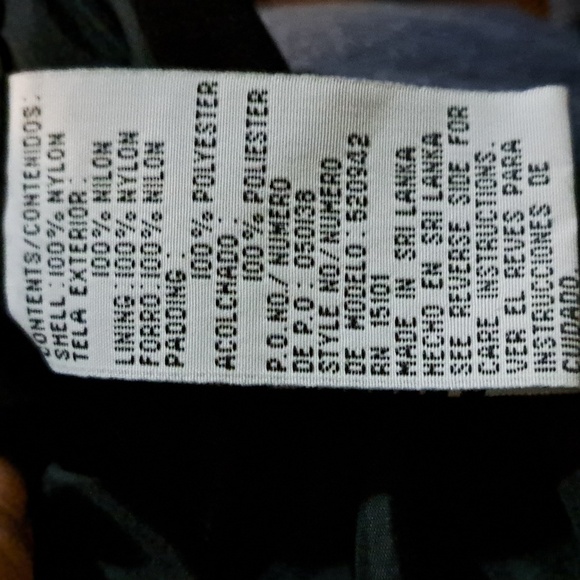 CONTENTS/CONTENIDOS:
SHELL:100% NYLON
TELA EXTERIOR:
100% NILON
LINING:100% NYLON
FORRO:100% NILON
PADDING:
100% POLYESTER
ACOLCHADO:
100% POLIESTER
P.O.NO/ NUMERO
DE P.O: 050138
STYLE NO/NUMERO
DE MODELO:520942
RN 15101
MADE IN SRI LANKA
HECHO EN SRI LANKA
SEE REVERSE SIDE FOR
CARE INSTRUCTIONS.
VER EL REVES PARA
INSTRUCCIONES DE
CUIDADO.